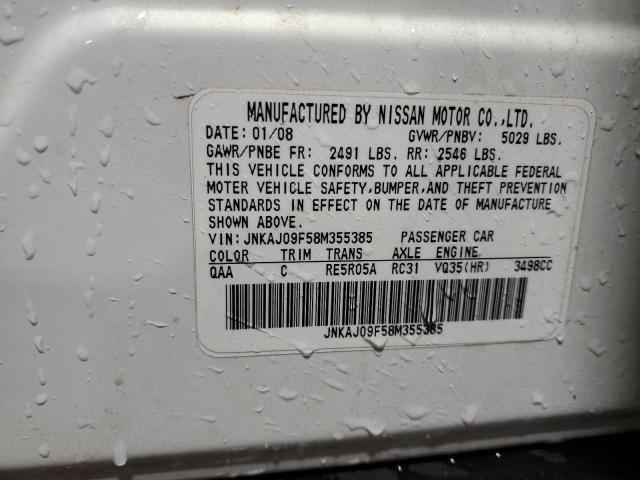 MANUFACTURED BY NISSAN MOTOR CO.,LTD.
DATE: 01/08 GVWR/PNBV: 5029 LBS.
GAWR/PNBE FR: 2491 LBS. RR: 2546 LBS.
THIS VEHICLE CONFORMS TO ALL APPLICABLE FEDERAL
MOTER VEHICLE SAFETY,BUMPER,AND THEFT PREVENTION
STANDARDS IN EFFECT ON THE DATE OF MANUFACTURE
SHOWN ABOVE.
VIN: JNKAJ09F58M355385 PASSENGER CAR
COLOR TRIM TRANS AXLE ENGINE
QAA C RE5R05A RC31 VQ35(HR) 3498CC
JNKAJ09F58M355385